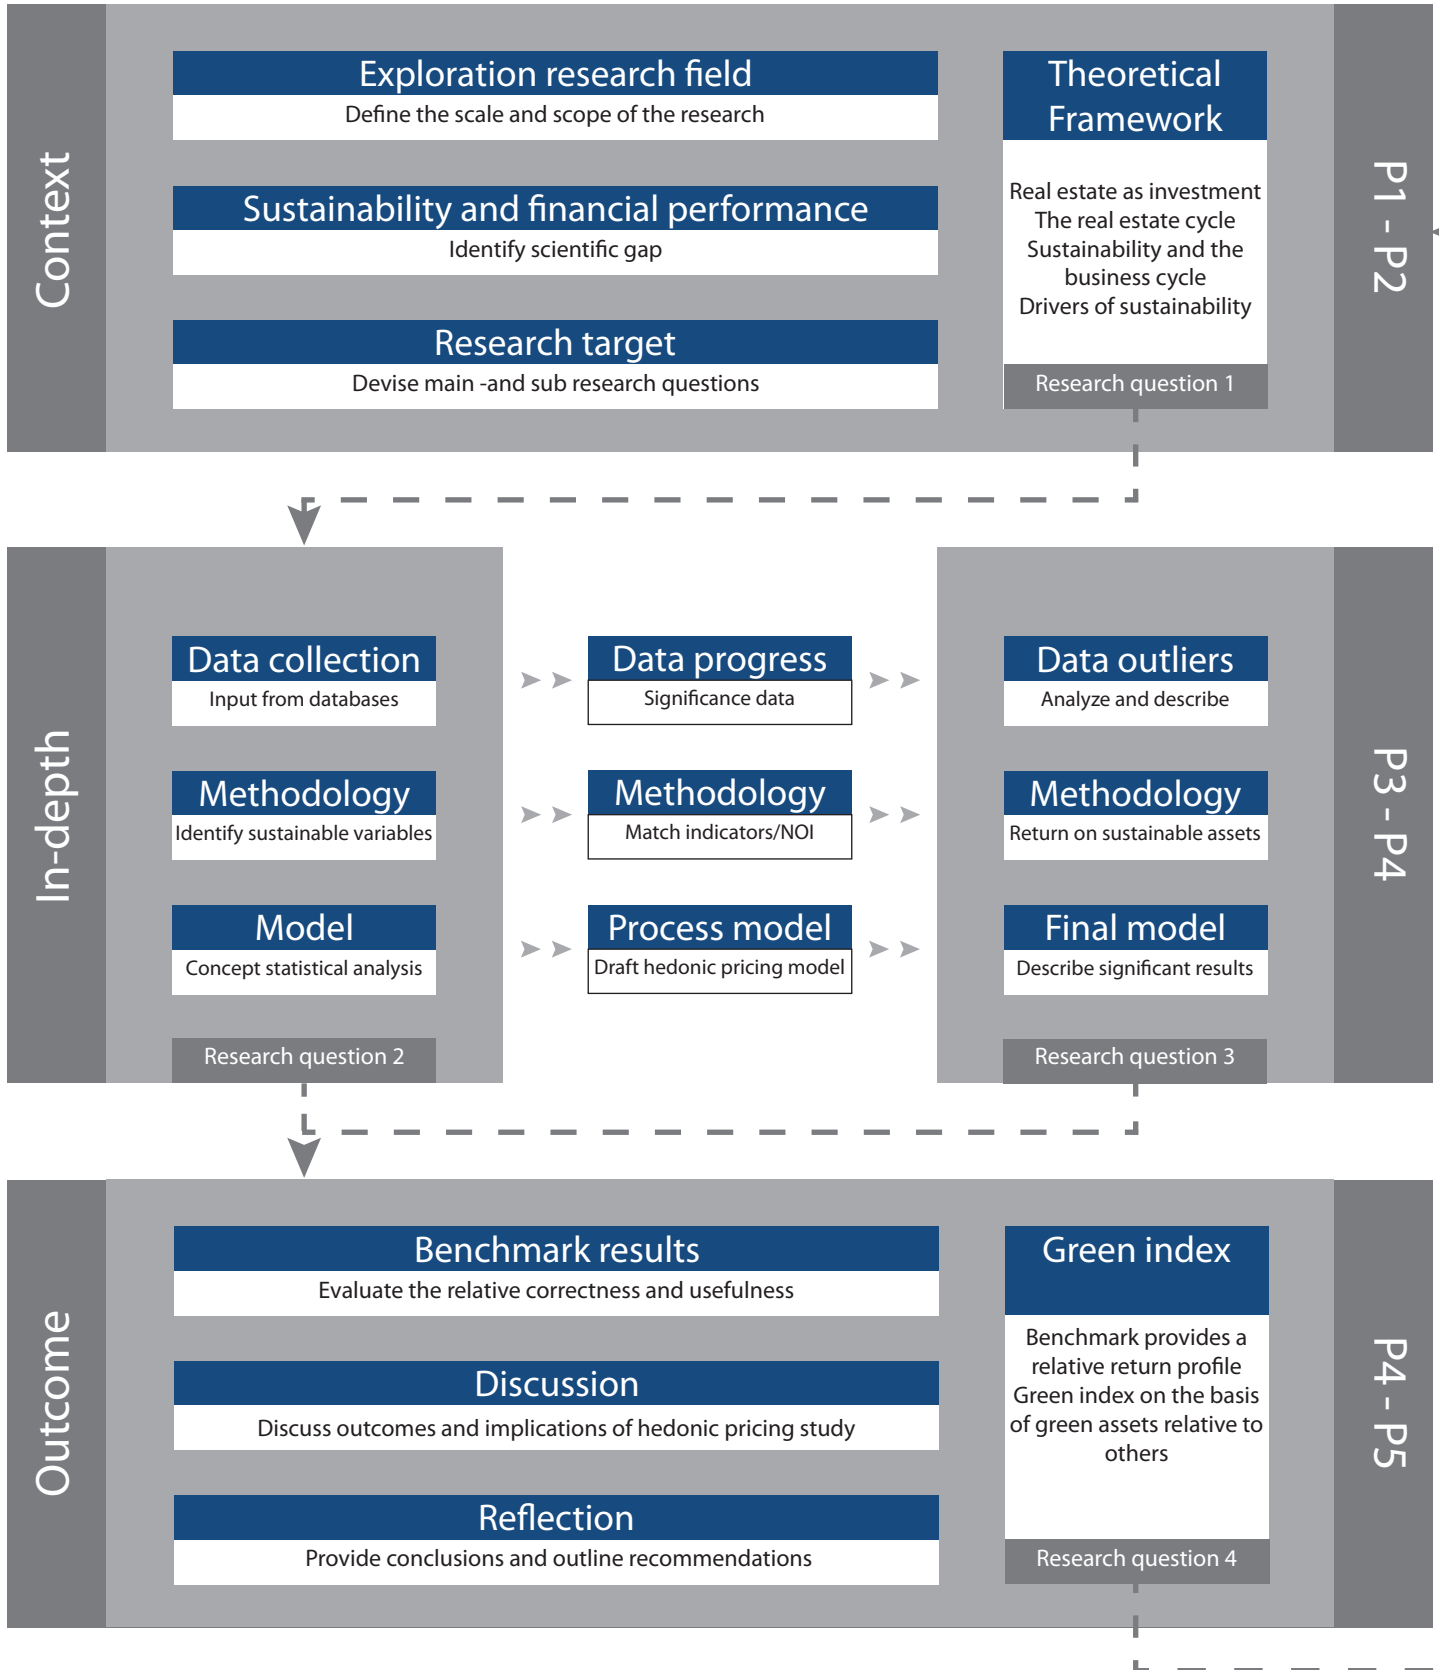 Context
Exploration research field
Define the scale and scope of the research
Sustainability and financial performance
Identify scientific gap
Research target
Devise main -and sub research questions
Theoretical
Framework
Real estate as investment
The real estate cycle
Sustainability and the
business cycle
Drivers of sustainability
Research question 1
P1 - P2
In-depth
Data collection
Input from databases
Data progress
Significance data
Data outliers
Analyze and describe
Methodology
Identify sustainable variables
Methodology
Match indicators/NOI
Methodology
Return on sustainable assets
Model
Concept statistical analysis
Process model
Draft hedonic pricing model
Final model
Describe significant results
Research question 2
Research question 3
P3 - P4
Outcome
Benchmark results
Evaluate the relative correctness and usefulness
Discussion
Discuss outcomes and implications of hedonic pricing study
Reflection
Provide conclusions and outline recommendations
Green index
Benchmark provides a
relative return profile
Green index on the basis
of green assets relative to
others
Research question 4
P4 - P5